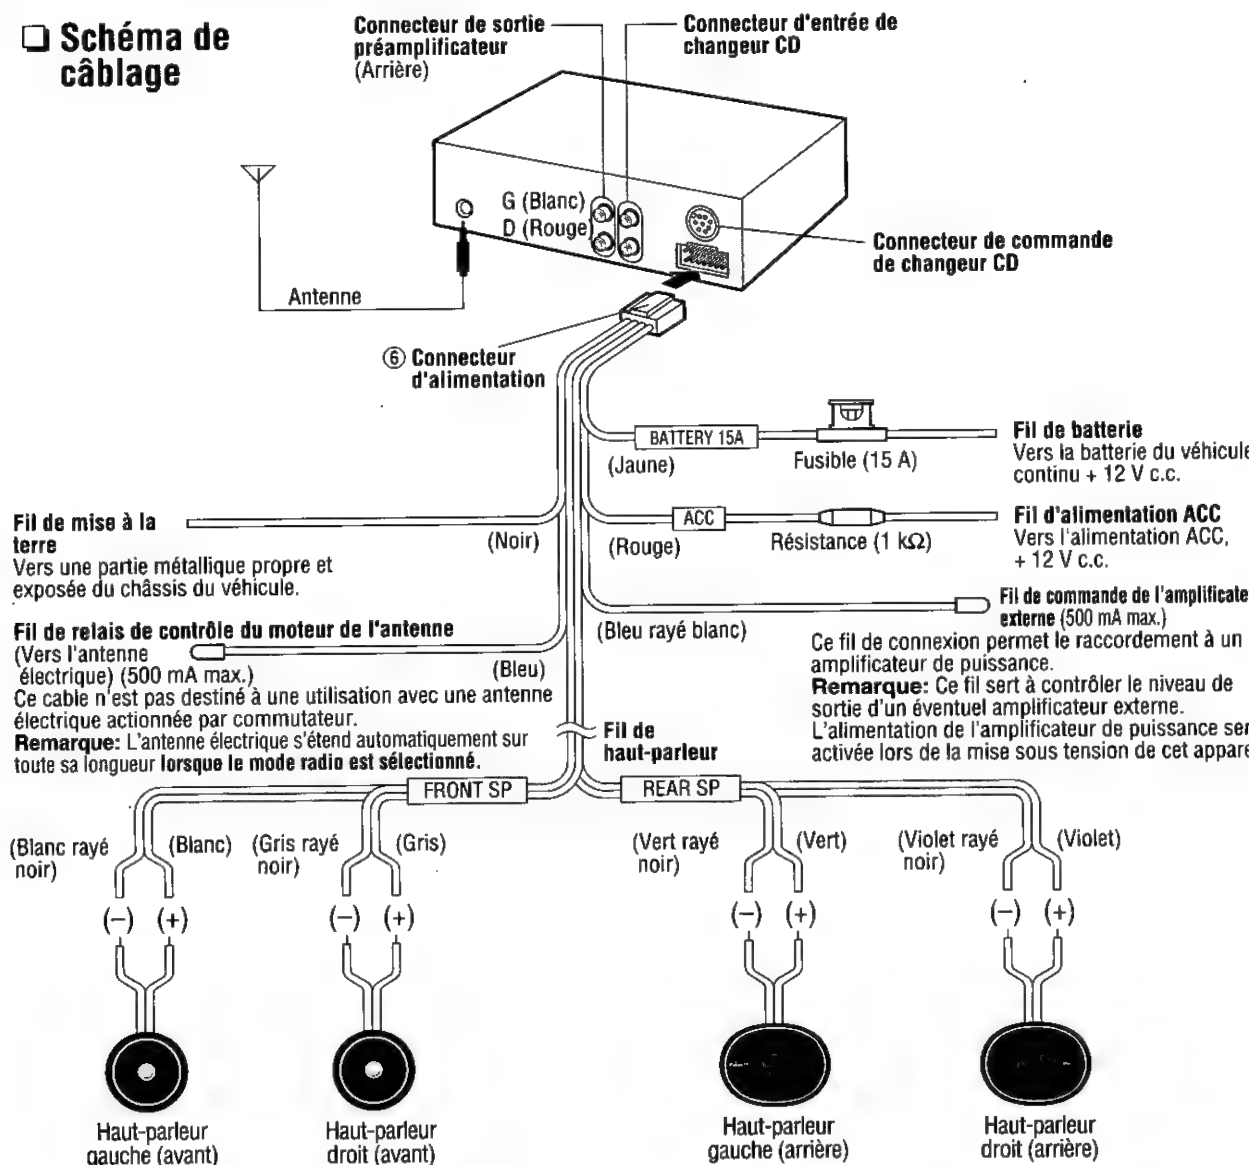 ❏ Schéma de
câblage
Connecteur de sortie
préamplificateur
(Arrière)
Connecteur d'entrée de
changeur CD
G (Blanc)
D (Rouge)
Connecteur de commande
de changeur CD
Antenne
⑥ Connecteur
d'alimentation
BATTERY 15A
(Jaune)
Fusible (15 A)
Fil de batterie
Vers la batterie du véhicule
continu + 12 V c.c.
Fil de mise à la
terre
Vers une partie métallique propre et
exposée du châssis du véhicule.
(Noir)
ACC
(Rouge)
Résistance (1 kΩ)
Fil d'alimentation ACC
Vers l'alimentation ACC,
+ 12 V c.c.
Fil de relais de contrôle du moteur de l'antenne
(Vers l'antenne
électrique) (500 mA max.)
(Bleu)
Ce cable n'est pas destiné à une utilisation avec une antenne
électrique actionnée par commutateur.
Remarque: L'antenne électrique s'étend automatiquement sur
toute sa longueur lorsque le mode radio est sélectionné.
(Bleu rayé blanc)
Fil de commande de l'amplificate
externe (500 mA max.)
Ce fil de connexion permet le raccordement à un
amplificateur de puissance.
Remarque: Ce fil sert à contrôler le niveau de
sortie d'un éventuel amplificateur externe.
L'alimentation de l'amplificateur de puissance ser
activée lors de la mise sous tension de cet appare
Fil de
haut-parleur
FRONT SP
REAR SP
(Blanc rayé
noir)
(Blanc)
(Gris rayé
noir)
(Gris)
(Vert rayé
noir)
(Vert)
(Violet rayé
noir)
(Violet)
(−) (+)
(−) (+)
(−) (+)
(−) (+)
Haut-parleur
gauche (avant)
Haut-parleur
droit (avant)
Haut-parleur
gauche (arrière)
Haut-parleur
droit (arrière)